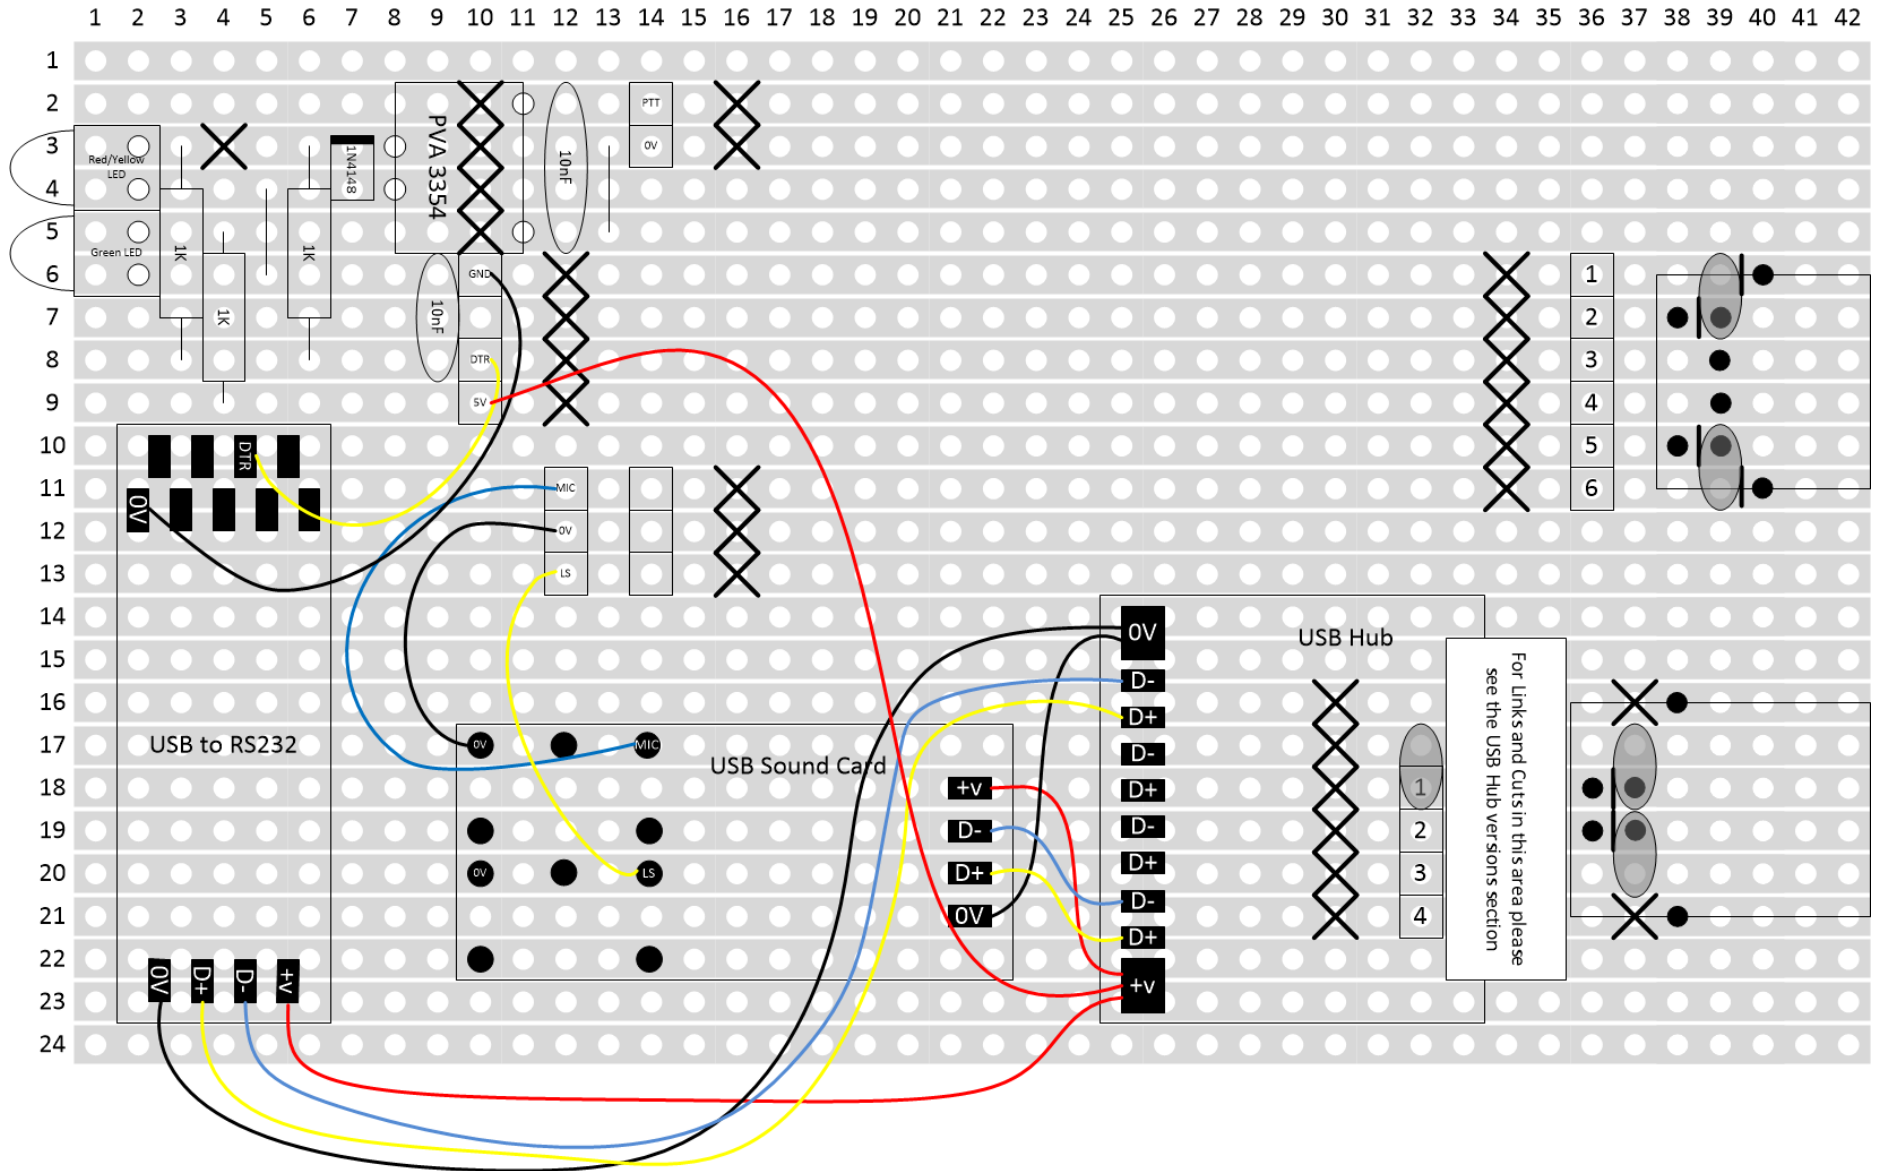 1 2 3 4 5 6 7 8 9 10 11 12 13 14 15 16 17 18 19 20 21 22 23 24 25 26 27 28 29 30 31 32 33 34 35 36 37 38 39 40 41 42
1
2
PTT
3
Red/Yellow
LED
1N4148
PVA 3354
10nF
0V
4
5
Green LED
1K
1K
6
GND
1
7
1K
10nF
2
8
DTR
3
9
5V
4
10
DTR
5
11
0V
MIC
6
12
0V
13
LS
14
0V
USB Hub
15
D-
For Links and Cuts in this area please
see the USB Hub versions section
16
D+
17
USB to RS232
0V
MIC
USB Sound Card
D-
18
+v
D+
1
19
D-
D-
2
20
0V
LS
D+
D+
3
21
0V
D-
4
D+
22
0V
D+
D-
+v
+v
23
24